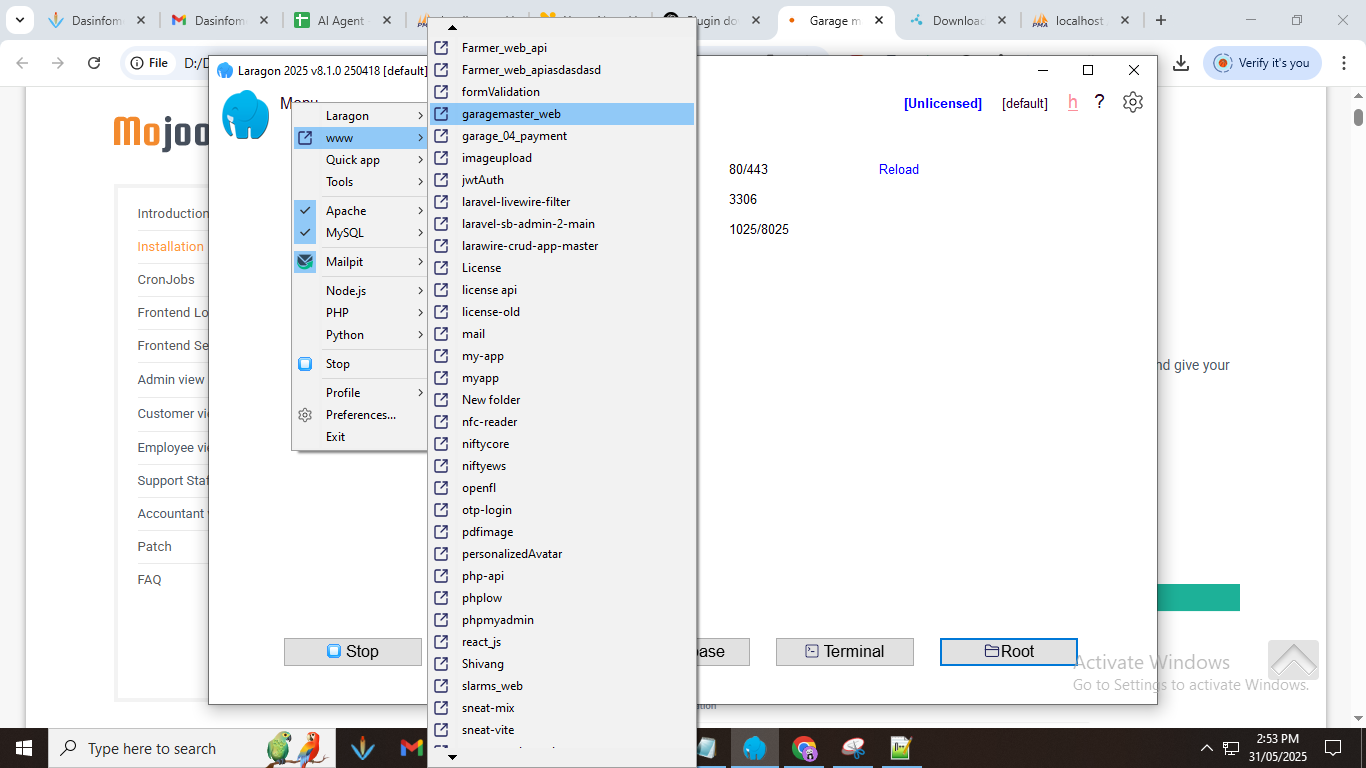 Dasinfom
Dasinfom
AI Agent -
localhost
Plugin do
Garage m
Downloa
localhost
File
D:/D
Verify it's you
Laragon 2025 v8.1.0 250418 [default]
Menu
[Unlicensed]
[default]
h
?
Mojoo
Introduction
Installation
CronJobs
Frontend Lo
Frontend Se
Admin view
Customer vi
Employee vi
Support Staf
Accountant
Patch
FAQ
Laragon
www
Quick app
Tools
Apache
MySQL
Mailpit
Node.js
PHP
Python
Stop
Profile
Preferences...
Exit
Farmer_web_api
Farmer_web_apiasdasdasd
formValidation
garagemaster_web
garage_04_payment
imageupload
jwtAuth
laravel-livewire-filter
laravel-sb-admin-2-main
larawire-crud-app-master
License
license api
license-old
mail
my-app
myapp
New folder
nfc-reader
niftycore
niftyews
openfl
otp-login
pdfimage
personalizedAvatar
php-api
phplow
phpmyadmin
react_js
Shivang
slarms_web
sneat-mix
sneat-vite
80/443
Reload
3306
1025/8025
nd give your
Stop
base
Terminal
Root
Activate Windows
Go to Settings to activate Windows.
Type here to search
2:53 PM
31/05/2025